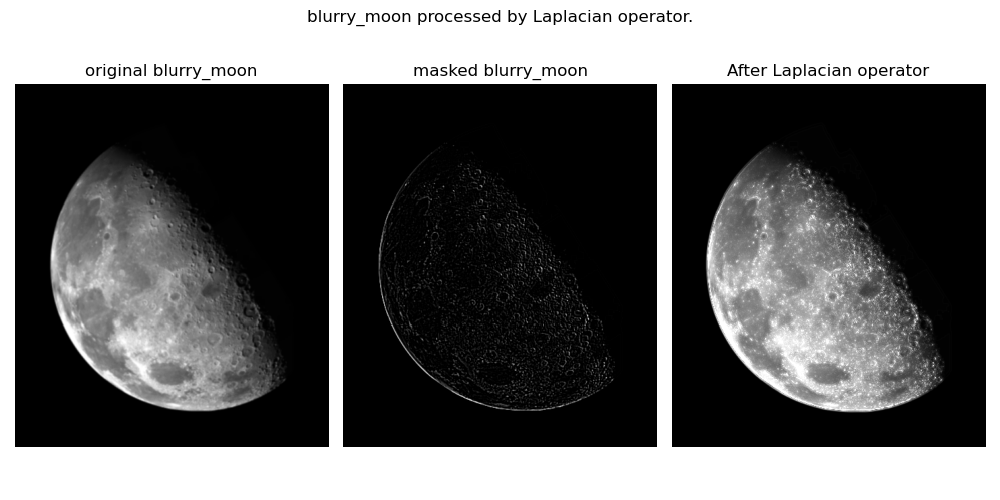 blurry_moon processed by Laplacian operator.
original blurry_moon
masked blurry_moon
After Laplacian operator